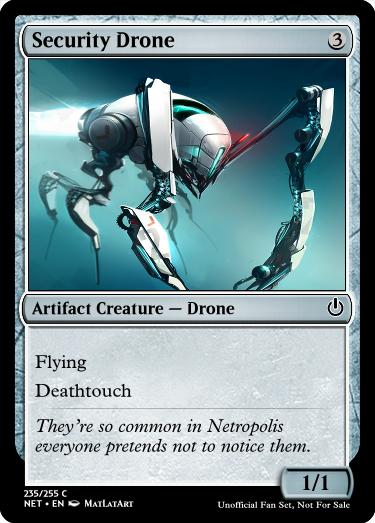 Security Drone 3
Artifact Creature — Drone
Flying
Deathtouch
They're so common in Netropolis
everyone pretends not to notice them.
1/1
235/255 C
NET • EN MatLatArt
Unofficial Fan Set, Not For Sale